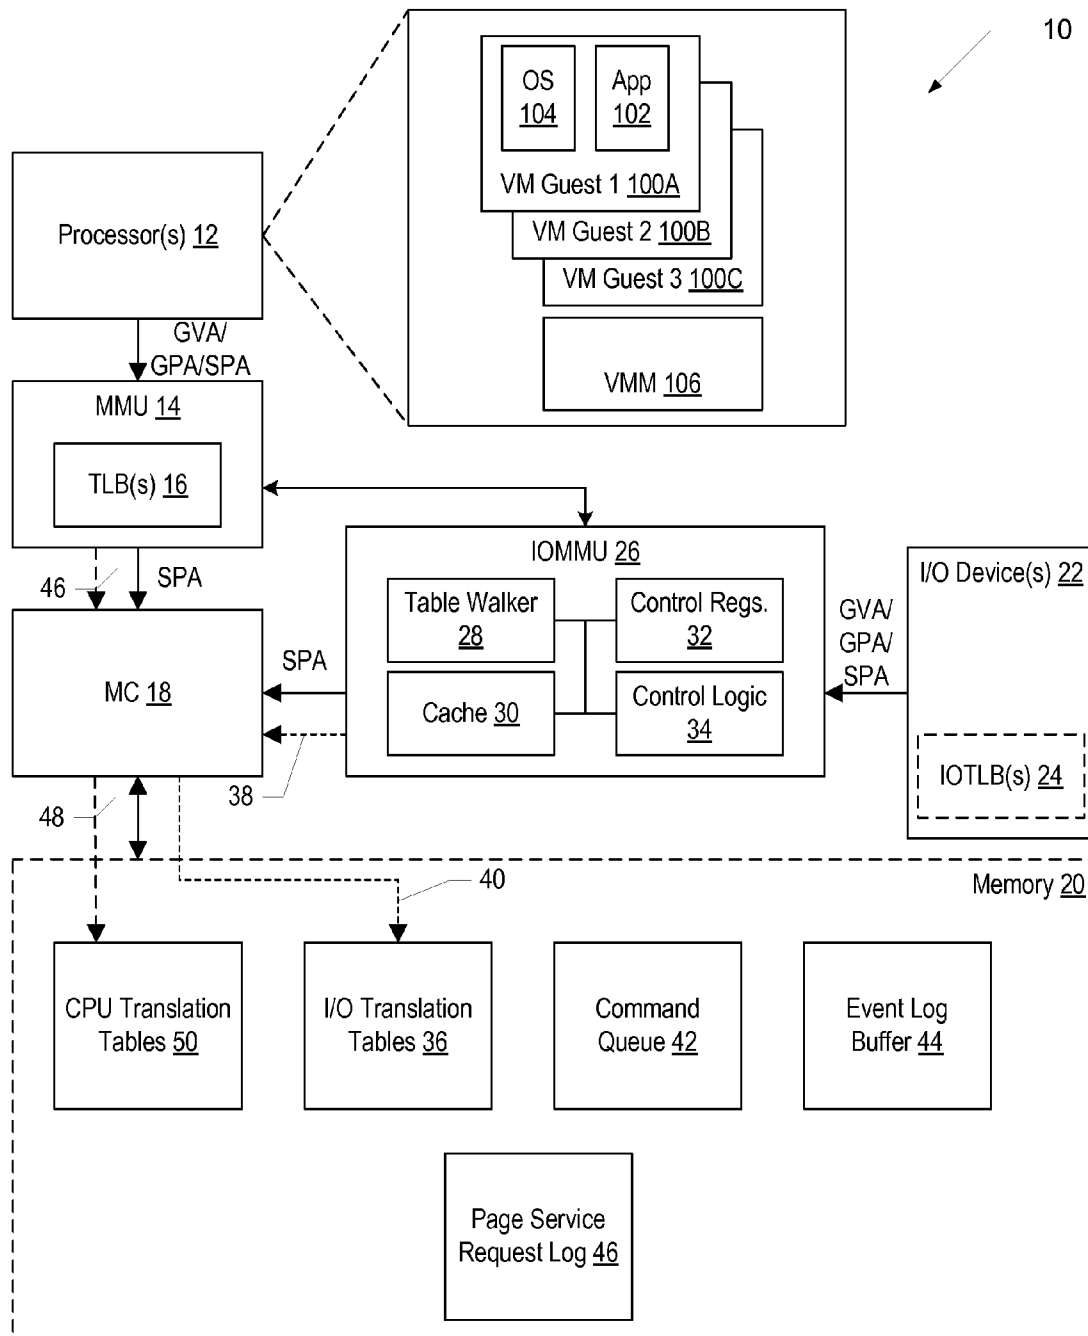 10
OS
104
App
102
VM Guest 1 100A
VM Guest 2 100B
VM Guest 3 100C
VMM 106
Processor(s) 12
GVA/
GPA/SPA
MMU 14
TLB(s) 16
46
SPA
MC 18
SPA
38
48
IOMMU 26
Table Walker
28
Control Regs.
32
Cache 30
Control Logic
34
GVA/
GPA/
SPA
I/O Device(s) 22
IOTLB(s) 24
40
Memory 20
CPU Translation
Tables 50
I/O Translation
Tables 36
Command
Queue 42
Event Log
Buffer 44
Page Service
Request Log 46